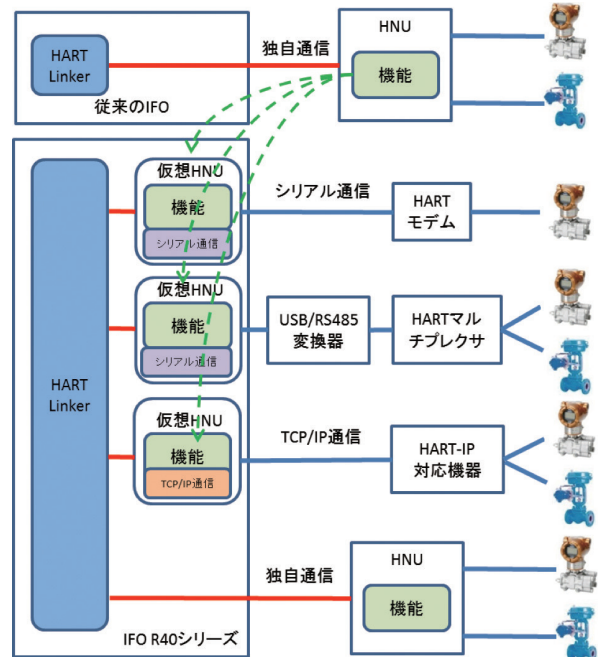 HART
Linker
従来のIFO
独自通信
HNU
機能
仮想HNU
機能
シリアル通信
シリアル通信
HART
モデム
仮想HNU
機能
シリアル通信
USB/RS485
変換器
HARTマル
チプレクサ
HART
Linker
仮想HNU
機能
TCP/IP通信
TCP/IP通信
HART-IP
対応機器
独自通信
HNU
機能
IFO R40シリーズ